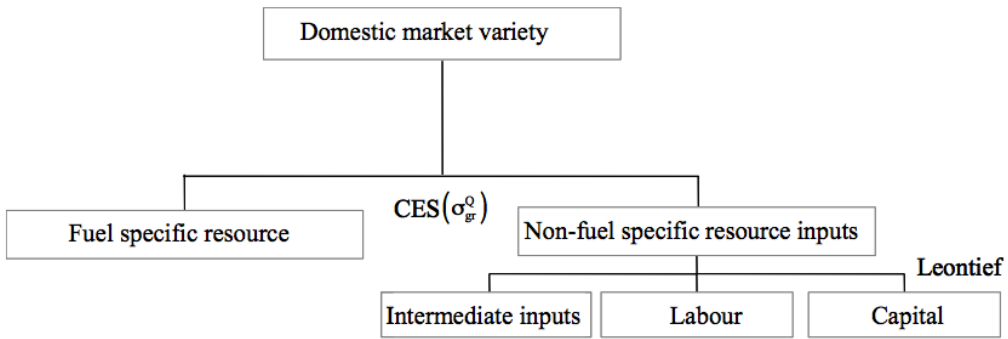 Domestic market variety
CES(σ^Q_gr)
Fuel specific resource
Non-fuel specific resource inputs
Leontief
Intermediate inputs
Labour
Capital